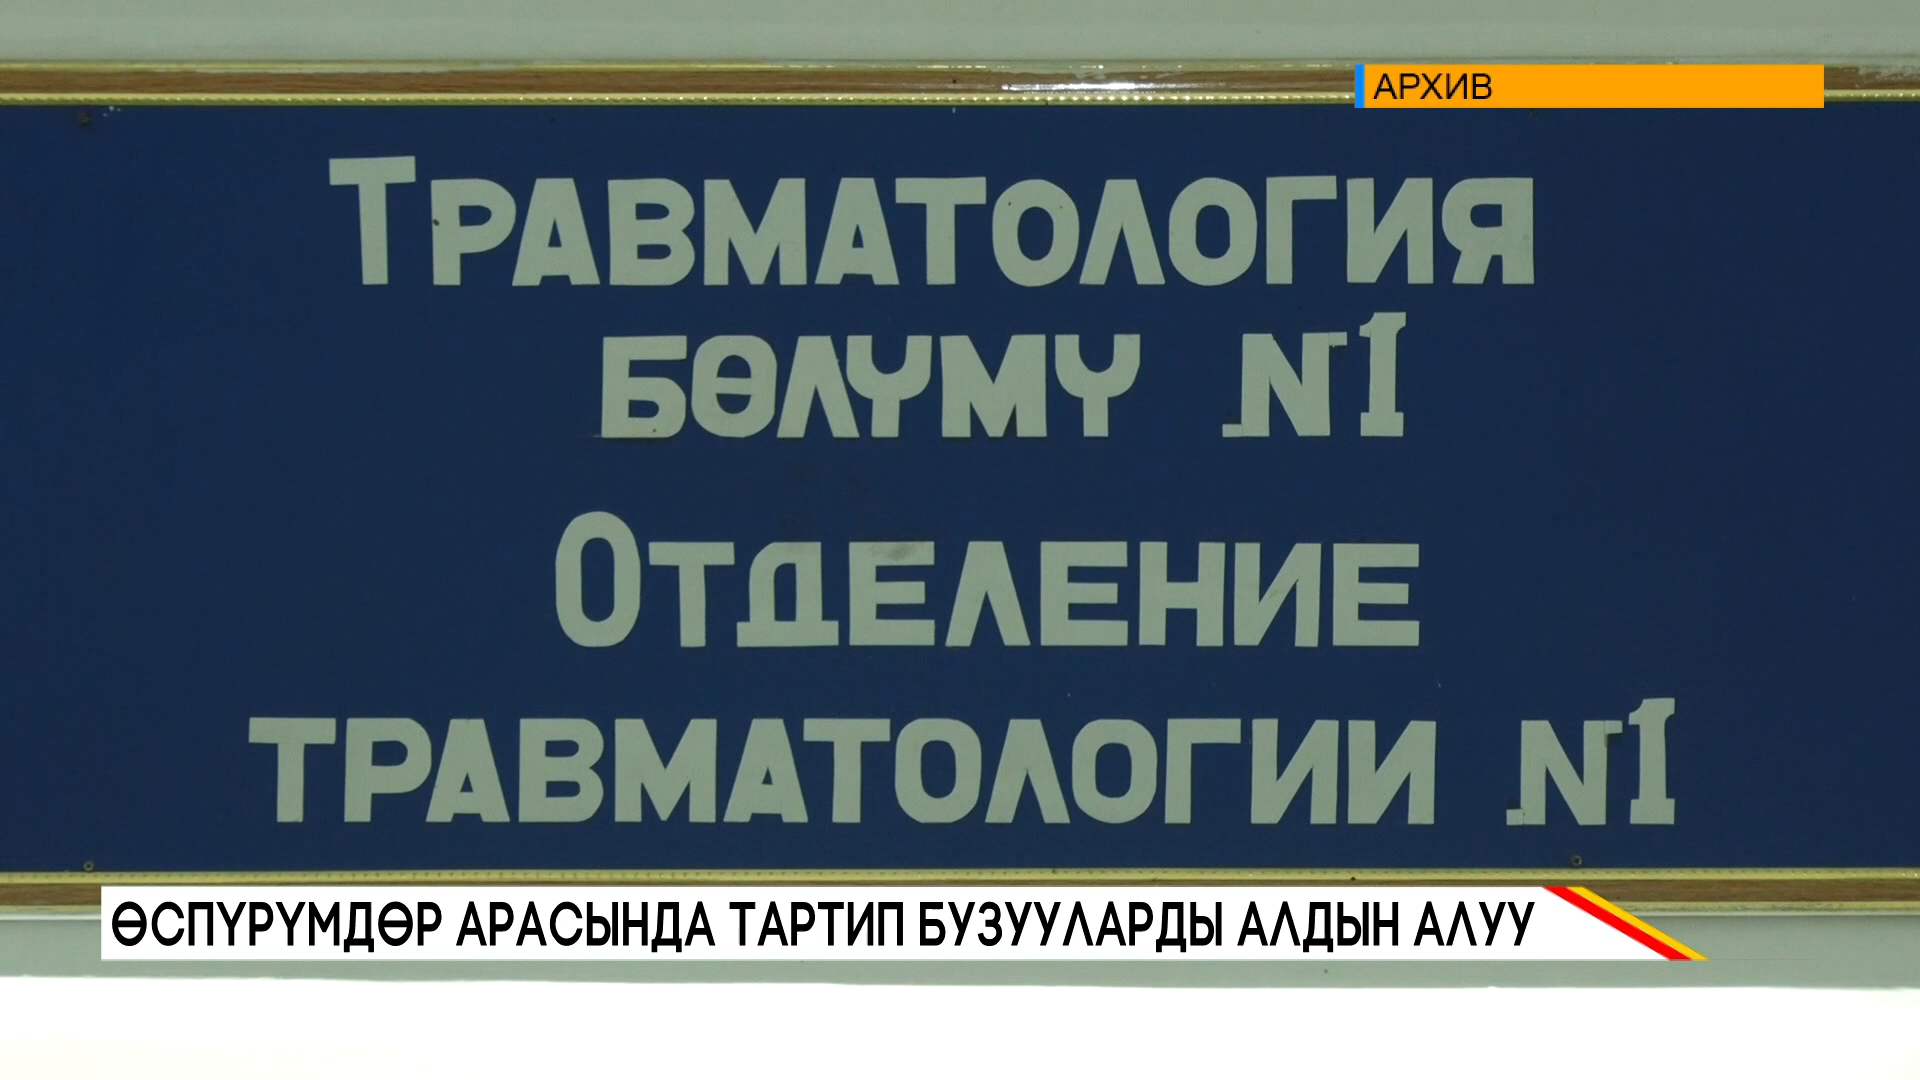 АРХИВ
Травматология
бөлүмү №1
Отделение
травматологии №1
ӨСПҮРҮМДӨР АРАСЫНДА ТАРТИП БУЗУУЛАРДЫ АЛДЫН АЛУУ